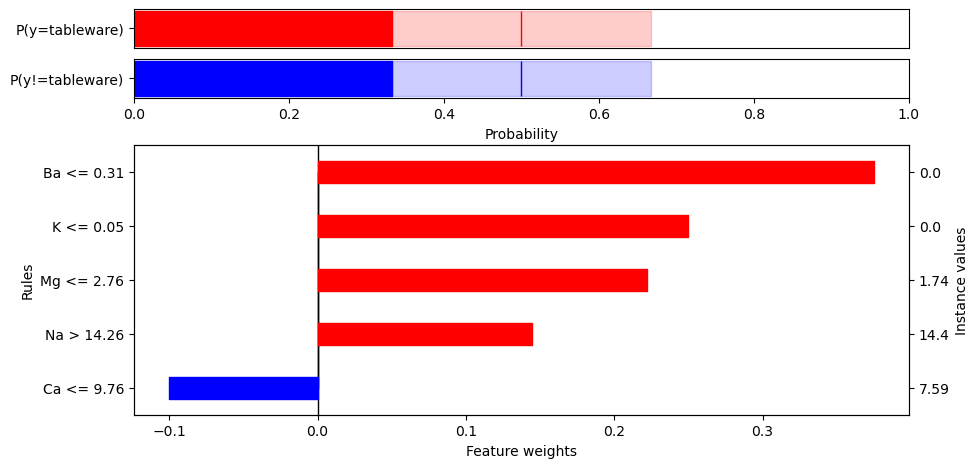 P(y=tableware)
P(y!=tableware)
0.0 0.2 0.4 0.6 0.8 1.0
Probability
Rules
Ba <= 0.31 0.0
K <= 0.05 0.0
Mg <= 2.76 1.74
Na > 14.26 14.4
Ca <= 9.76 7.59
Instance values
−0.1 0.0 0.1 0.2 0.3
Feature weights